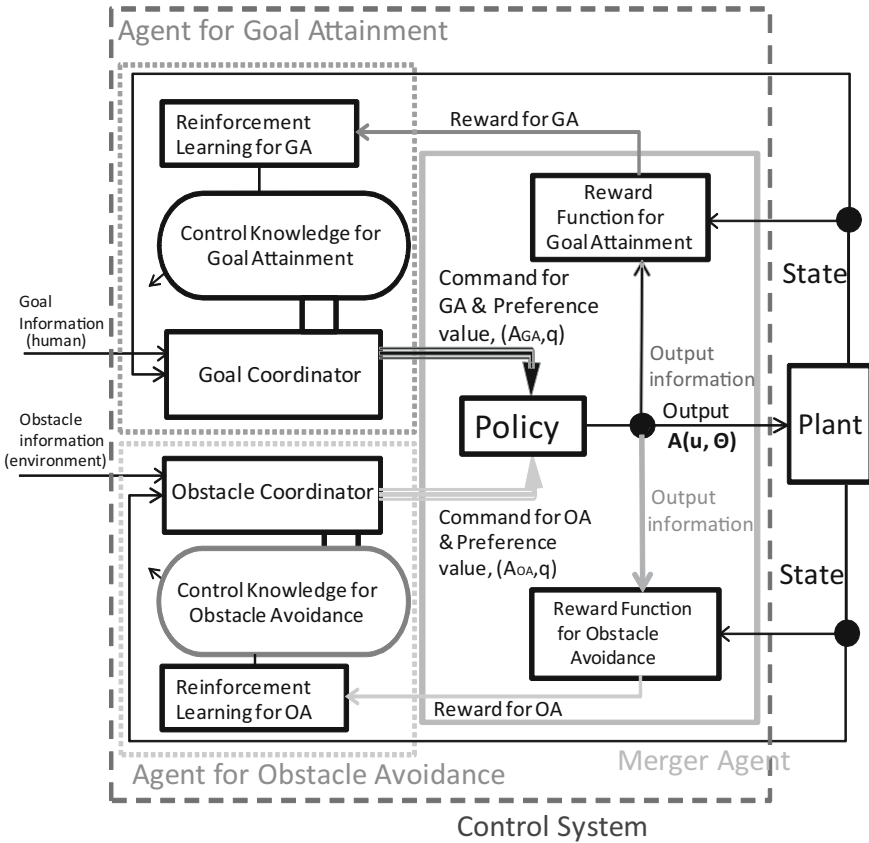 Agent for Goal Attainment
Reinforcement
Learning for GA
Reward for GA
Reward
Function for
Goal Attainment
Control Knowledge for
Goal Attainment
State
Goal
Information
(human)
Command for
GA & Preference
value, (AGA,q)
Goal Coordinator
Output
information
Obstacle
information
(environment)
Policy
Output
A(u, Θ)
Plant
Obstacle Coordinator
Command for OA
& Preference
value, (AOA,q)
Output
information
State
Control Knowledge for
Obstacle Avoidance
Reward Function
for Obstacle
Avoidance
Reinforcement
Learning for OA
Reward for OA
Agent for Obstacle Avoidance
Merger Agent
Control System